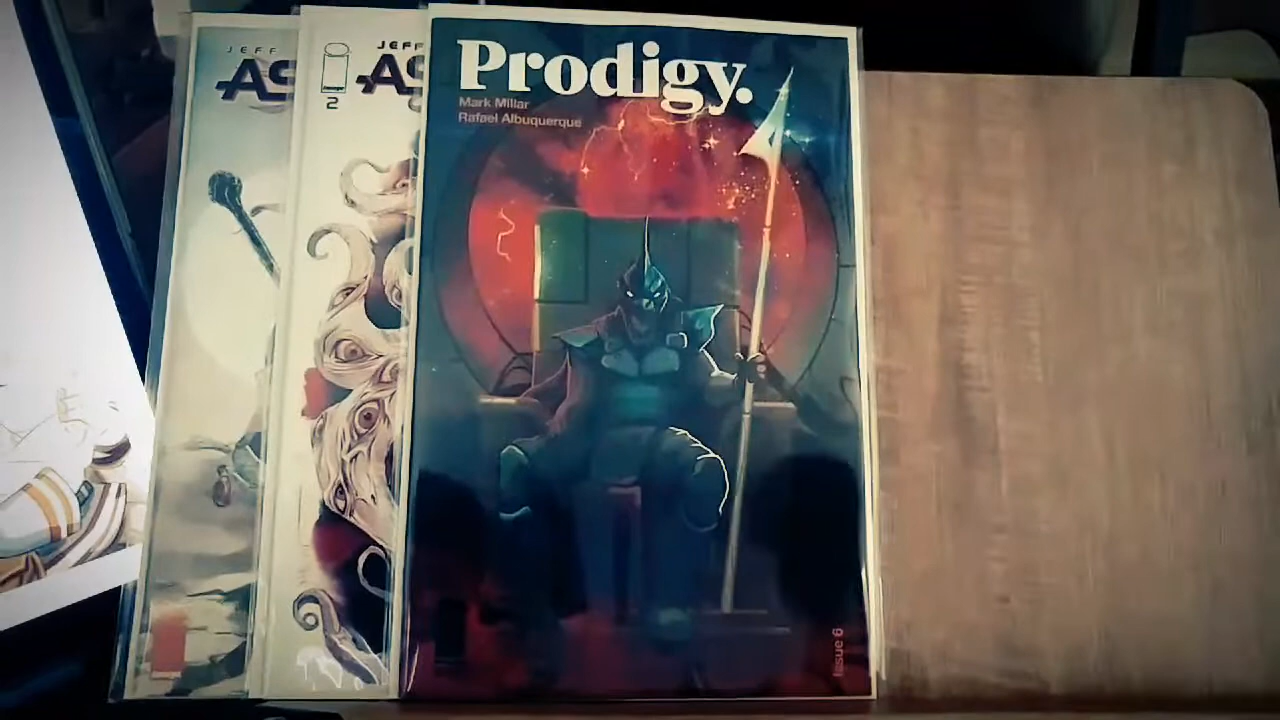 JEFF
AS
JEFF
AS
2
Prodigy.
Mark Millar
Rafael Albuquerque
Issue 6